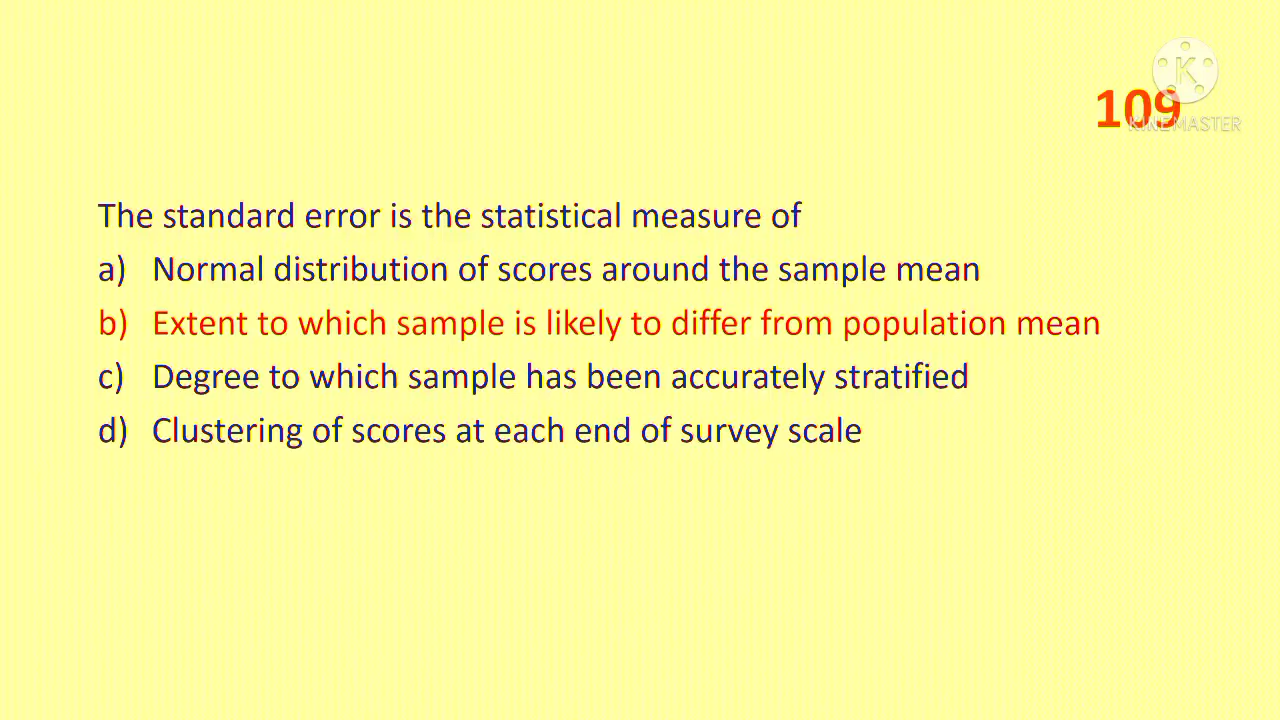 109
K
KINEMASTER
The standard error is the statistical measure of
a) Normal distribution of scores around the sample mean
b) Extent to which sample is likely to differ from population mean
c) Degree to which sample has been accurately stratified
d) Clustering of scores at each end of survey scale